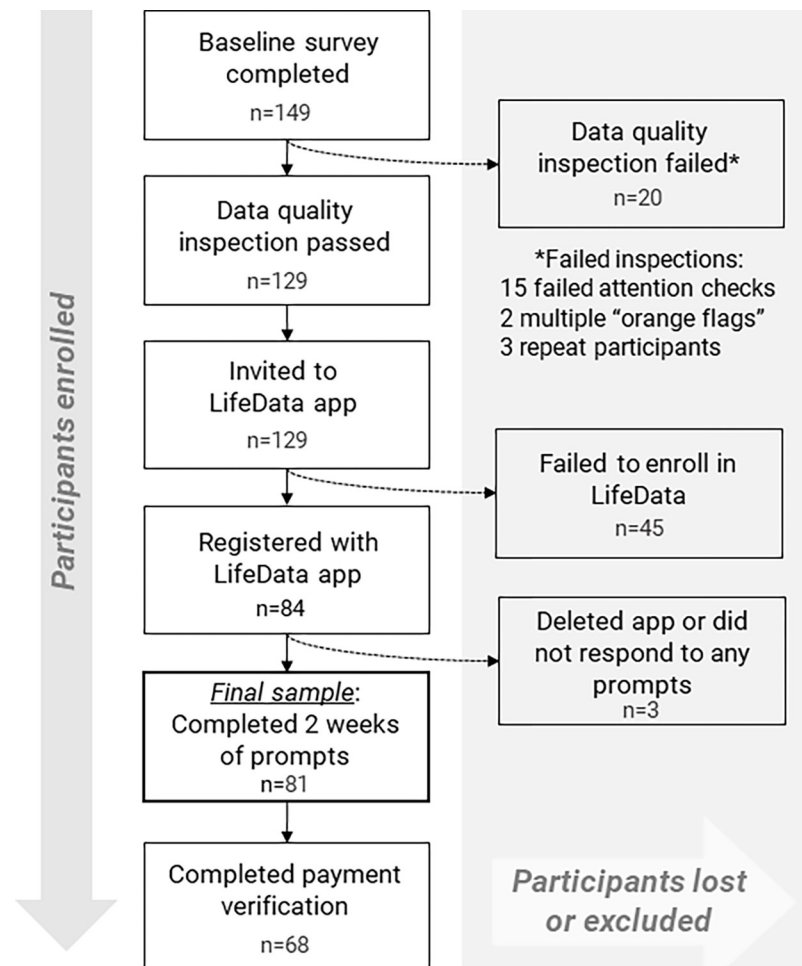 Baseline survey
completed
n=149
Data quality
inspection failed*
n=20
Data quality
inspection passed
n=129
*Failed inspections:
15 failed attention checks
2 multiple “orange flags”
3 repeat participants
Invited to
LifeData app
n=129
Failed to enroll in
LifeData
n=45
Registered with
LifeData app
n=84
Deleted app or did
not respond to any
prompts
n=3
Final sample:
Completed 2 weeks
of prompts
n=81
Completed payment
verification
n=68
Participants enrolled
Participants lost
or excluded